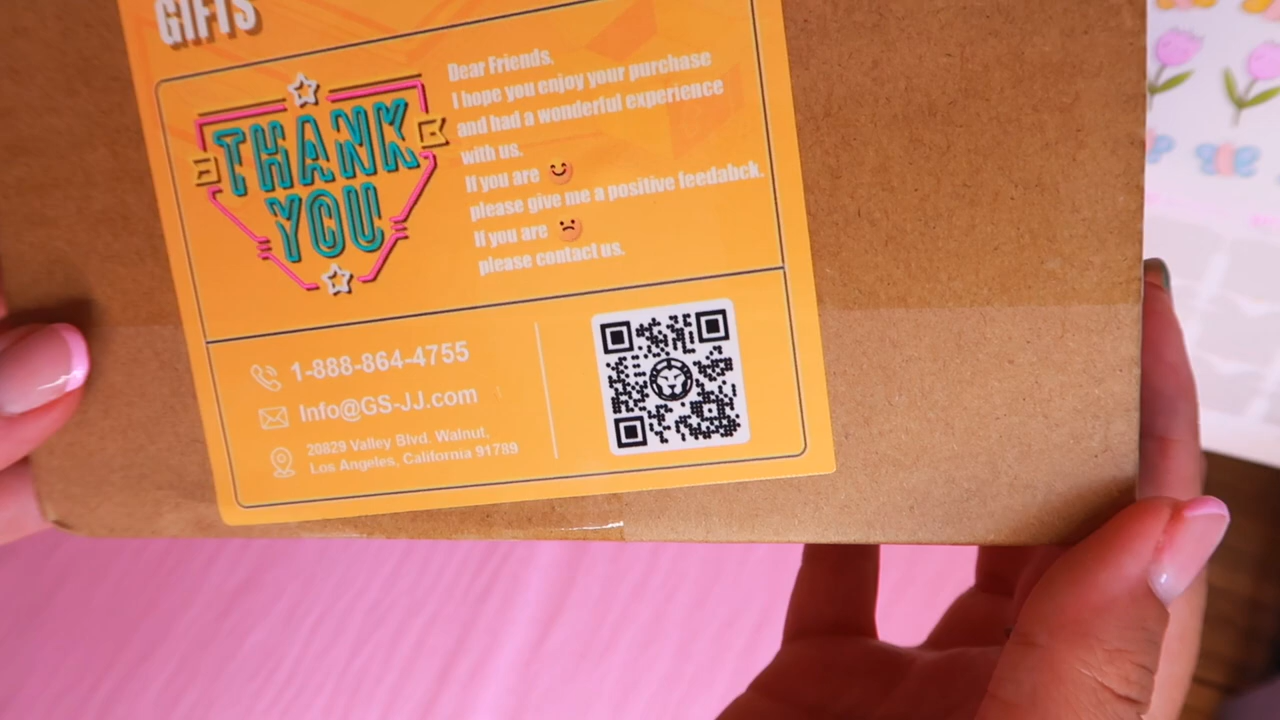 GIFTS
THANK
YOU
Dear Friends,
I hope you enjoy your purchase
and had a wonderful experience
with us.
If you are
please give me a positive feedabck.
If you are
please contact us.
1-888-864-4755
Info@GS-JJ.com
20829 Valley Blvd. Walnut,
Los Angeles, California 91789